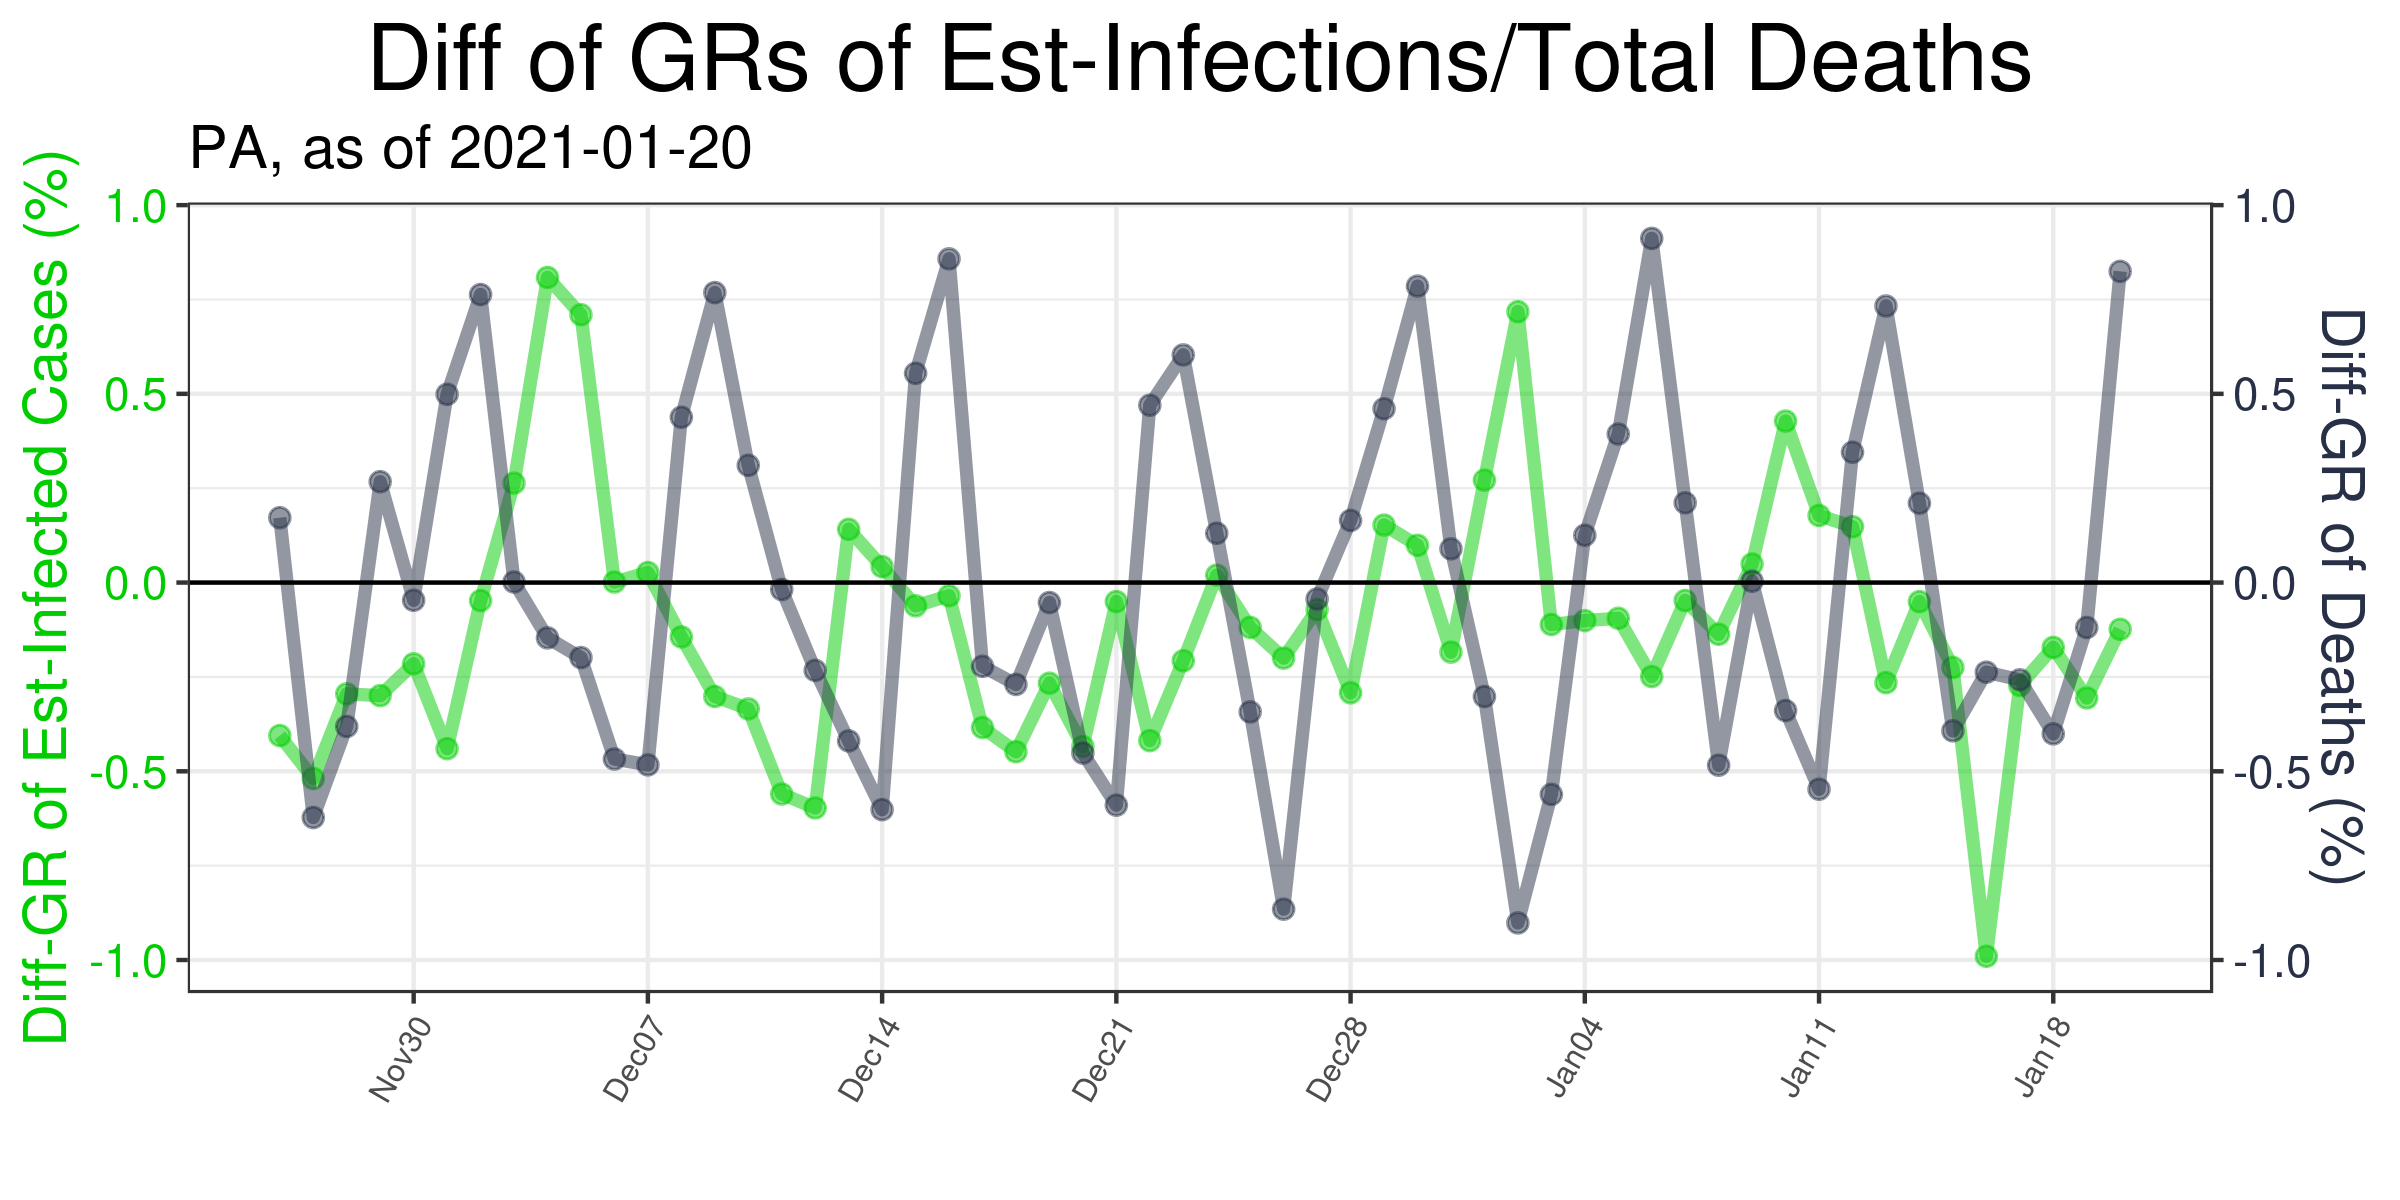 Diff of GRs of Est-Infections/Total Deaths
PA, as of 2021-01-20
Diff-GR of Est-Infected Cases (%)
1.0
0.5
0.0
-0.5
-1.0
1.0
0.5
0.0
-0.5
-1.0
Diff-GR of Deaths (%)
Nov30
Dec07
Dec14
Dec21
Dec28
Jan04
Jan11
Jan18